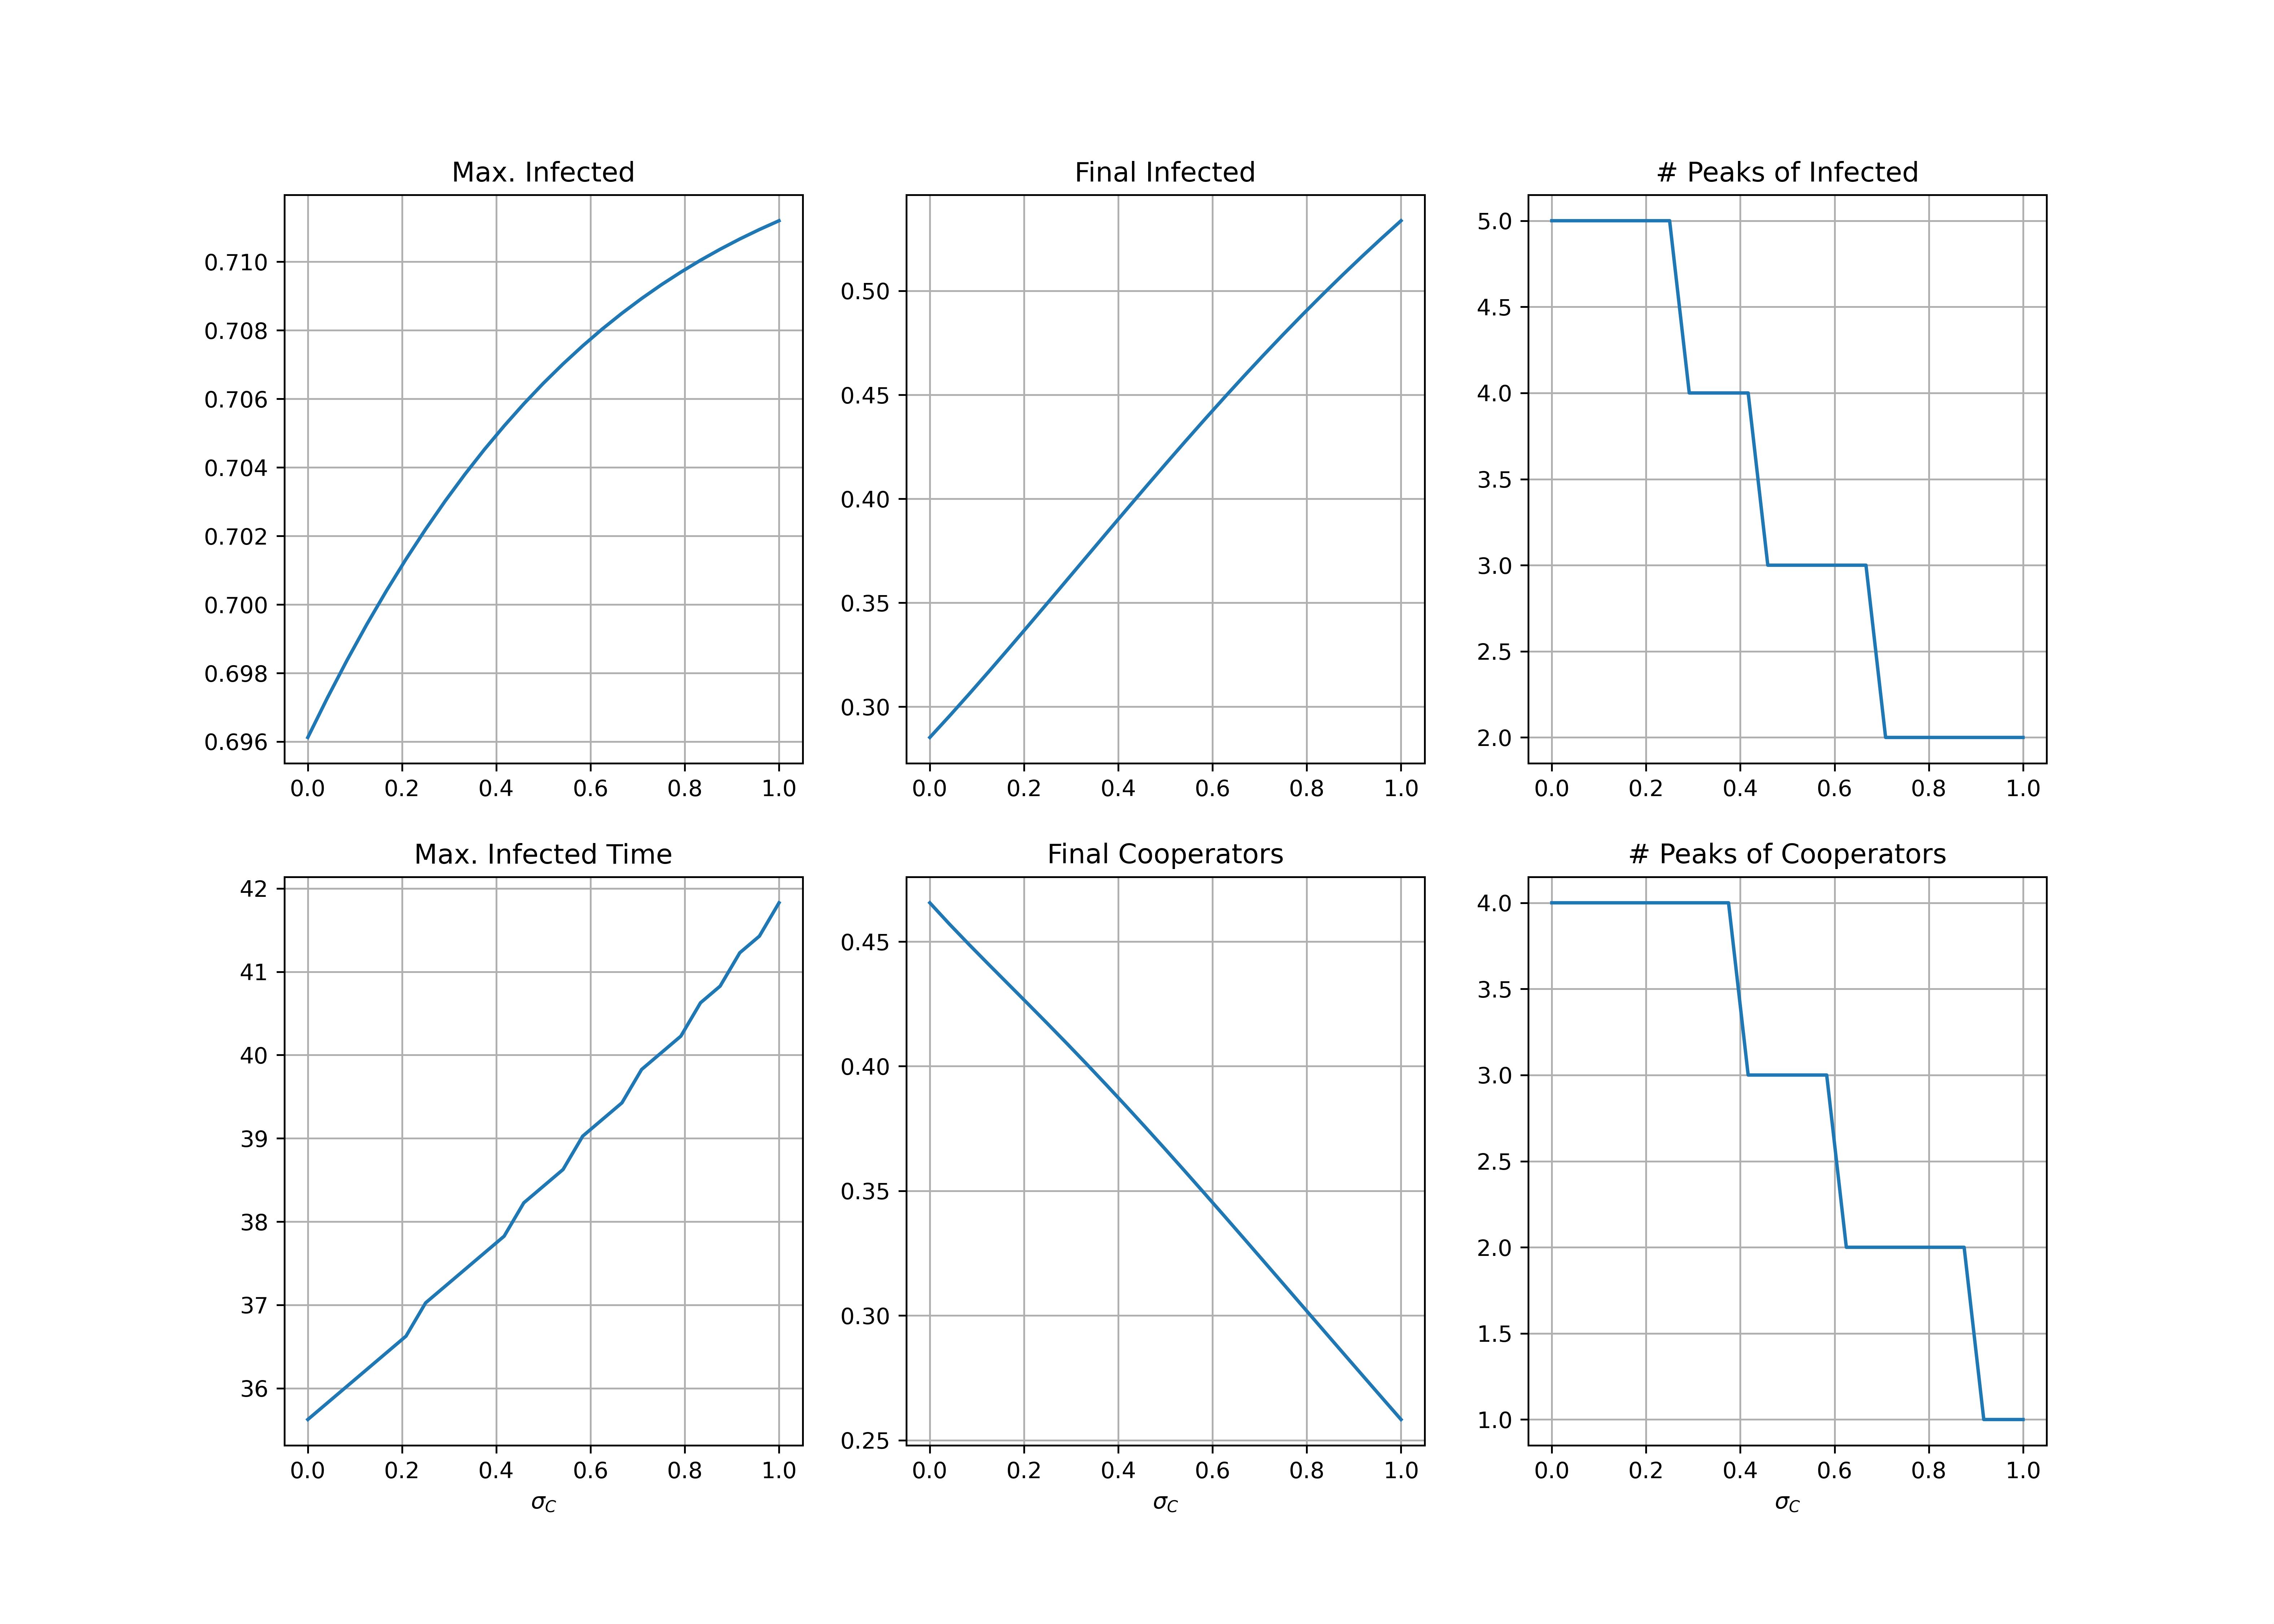 Max. Infected
0.710
0.708
0.706
0.704
0.702
0.700
0.698
0.696
0.0 0.2 0.4 0.6 0.8 1.0
Final Infected
0.50
0.45
0.40
0.35
0.30
0.0 0.2 0.4 0.6 0.8 1.0
# Peaks of Infected
5.0
4.5
4.0
3.5
3.0
2.5
2.0
0.0 0.2 0.4 0.6 0.8 1.0
Max. Infected Time
42
41
40
39
38
37
36
0.0 0.2 0.4 0.6 0.8 1.0
σ_C
Final Cooperators
0.45
0.40
0.35
0.30
0.25
0.0 0.2 0.4 0.6 0.8 1.0
σ_C
# Peaks of Cooperators
4.0
3.5
3.0
2.5
2.0
1.5
1.0
0.0 0.2 0.4 0.6 0.8 1.0
σ_C